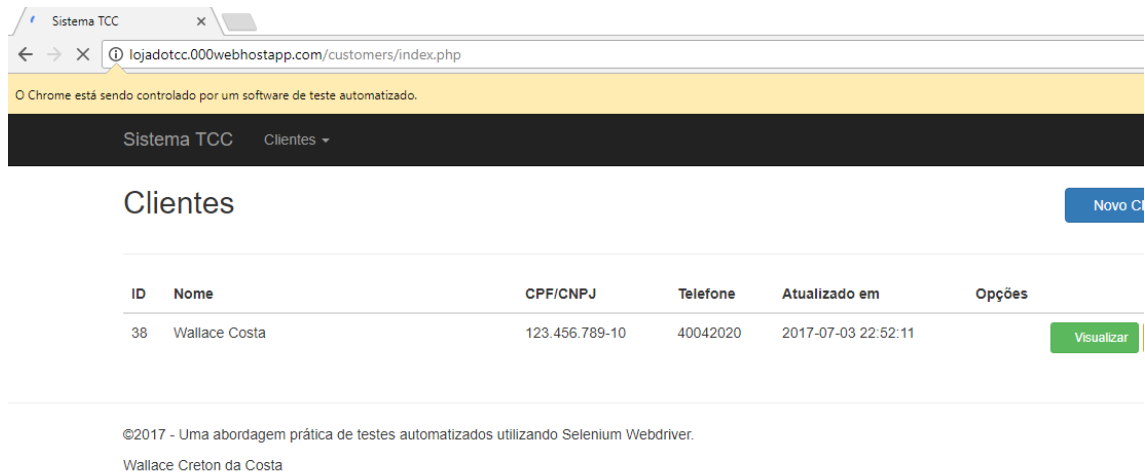 Sistema TCC
lojadotcc.000webhostapp.com/customers/index.php
O Chrome está sendo controlado por um software de teste automatizado.
Sistema TCC Clientes
Clientes
Novo Cl
ID Nome CPF/CNPJ Telefone Atualizado em Opções
38 Wallace Costa 123.456.789-10 40042020 2017-07-03 22:52:11 Visualizar
©2017 - Uma abordagem prática de testes automatizados utilizando Selenium Webdriver.
Wallace Creton da Costa